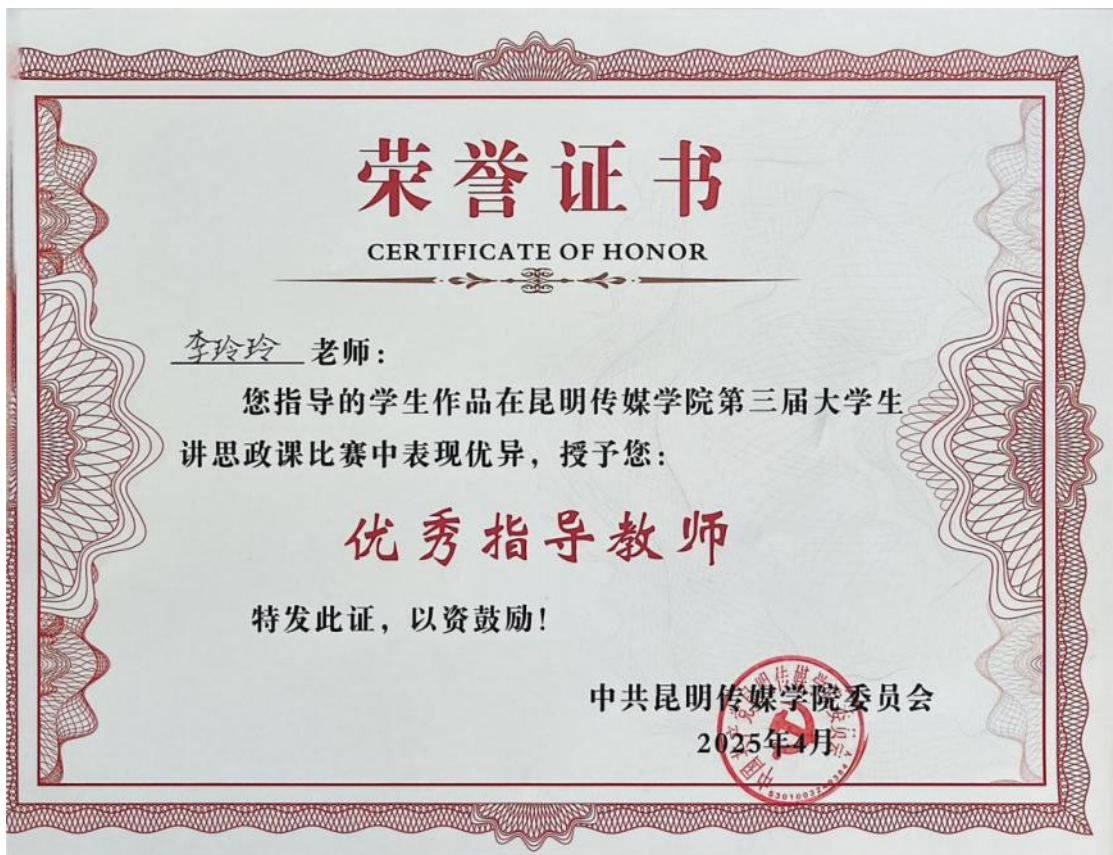 荣誉证书
CERTIFICATE OF HONOR
李玲玲 老师：
您指导的学生作品在昆明传媒学院第三届大学生
讲思政课比赛中表现优异，授予您：
优秀指导教师
特发此证，以资鼓励！
中共昆明传媒学院委员会
2025年4月